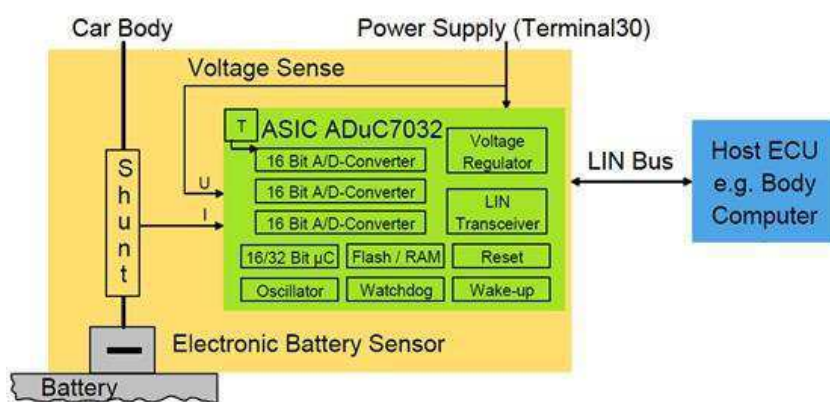 Car Body
Power Supply (Terminal30)
Voltage Sense
T
ASIC ADuC7032
16 Bit A/D-Converter
16 Bit A/D-Converter
16 Bit A/D-Converter
Voltage
Regulator
LIN
Transceiver
U
I
Shunt
16/32 Bit µC
Flash / RAM
Reset
Oscillator
Watchdog
Wake-up
LIN Bus
Host ECU
e.g. Body
Computer
Electronic Battery Sensor
Battery